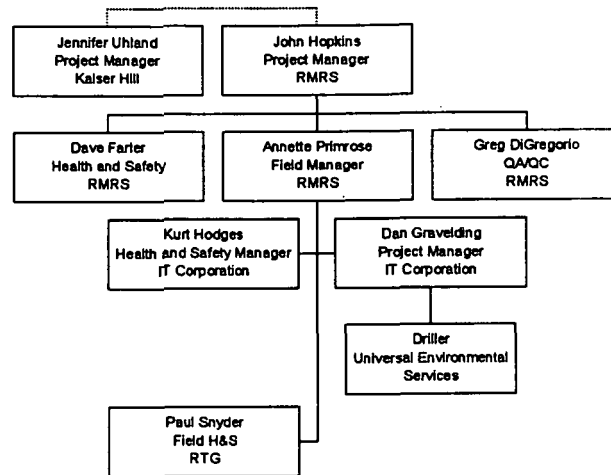 Jennifer Uhland
Project Manager
Kaiser Hill
John Hopkins
Project Manager
RMRS
Dave Farler
Health and Safety
RMRS
Annette Primrose
Field Manager
RMRS
Greg DiGregorio
QA/QC
RMRS
Kurt Hodges
Health and Safety Manager
IT Corporation
Dan Gravelding
Project Manager
IT Corporation
Driller
Universal Environmental
Services
Paul Snyder
Field H&S
RTG